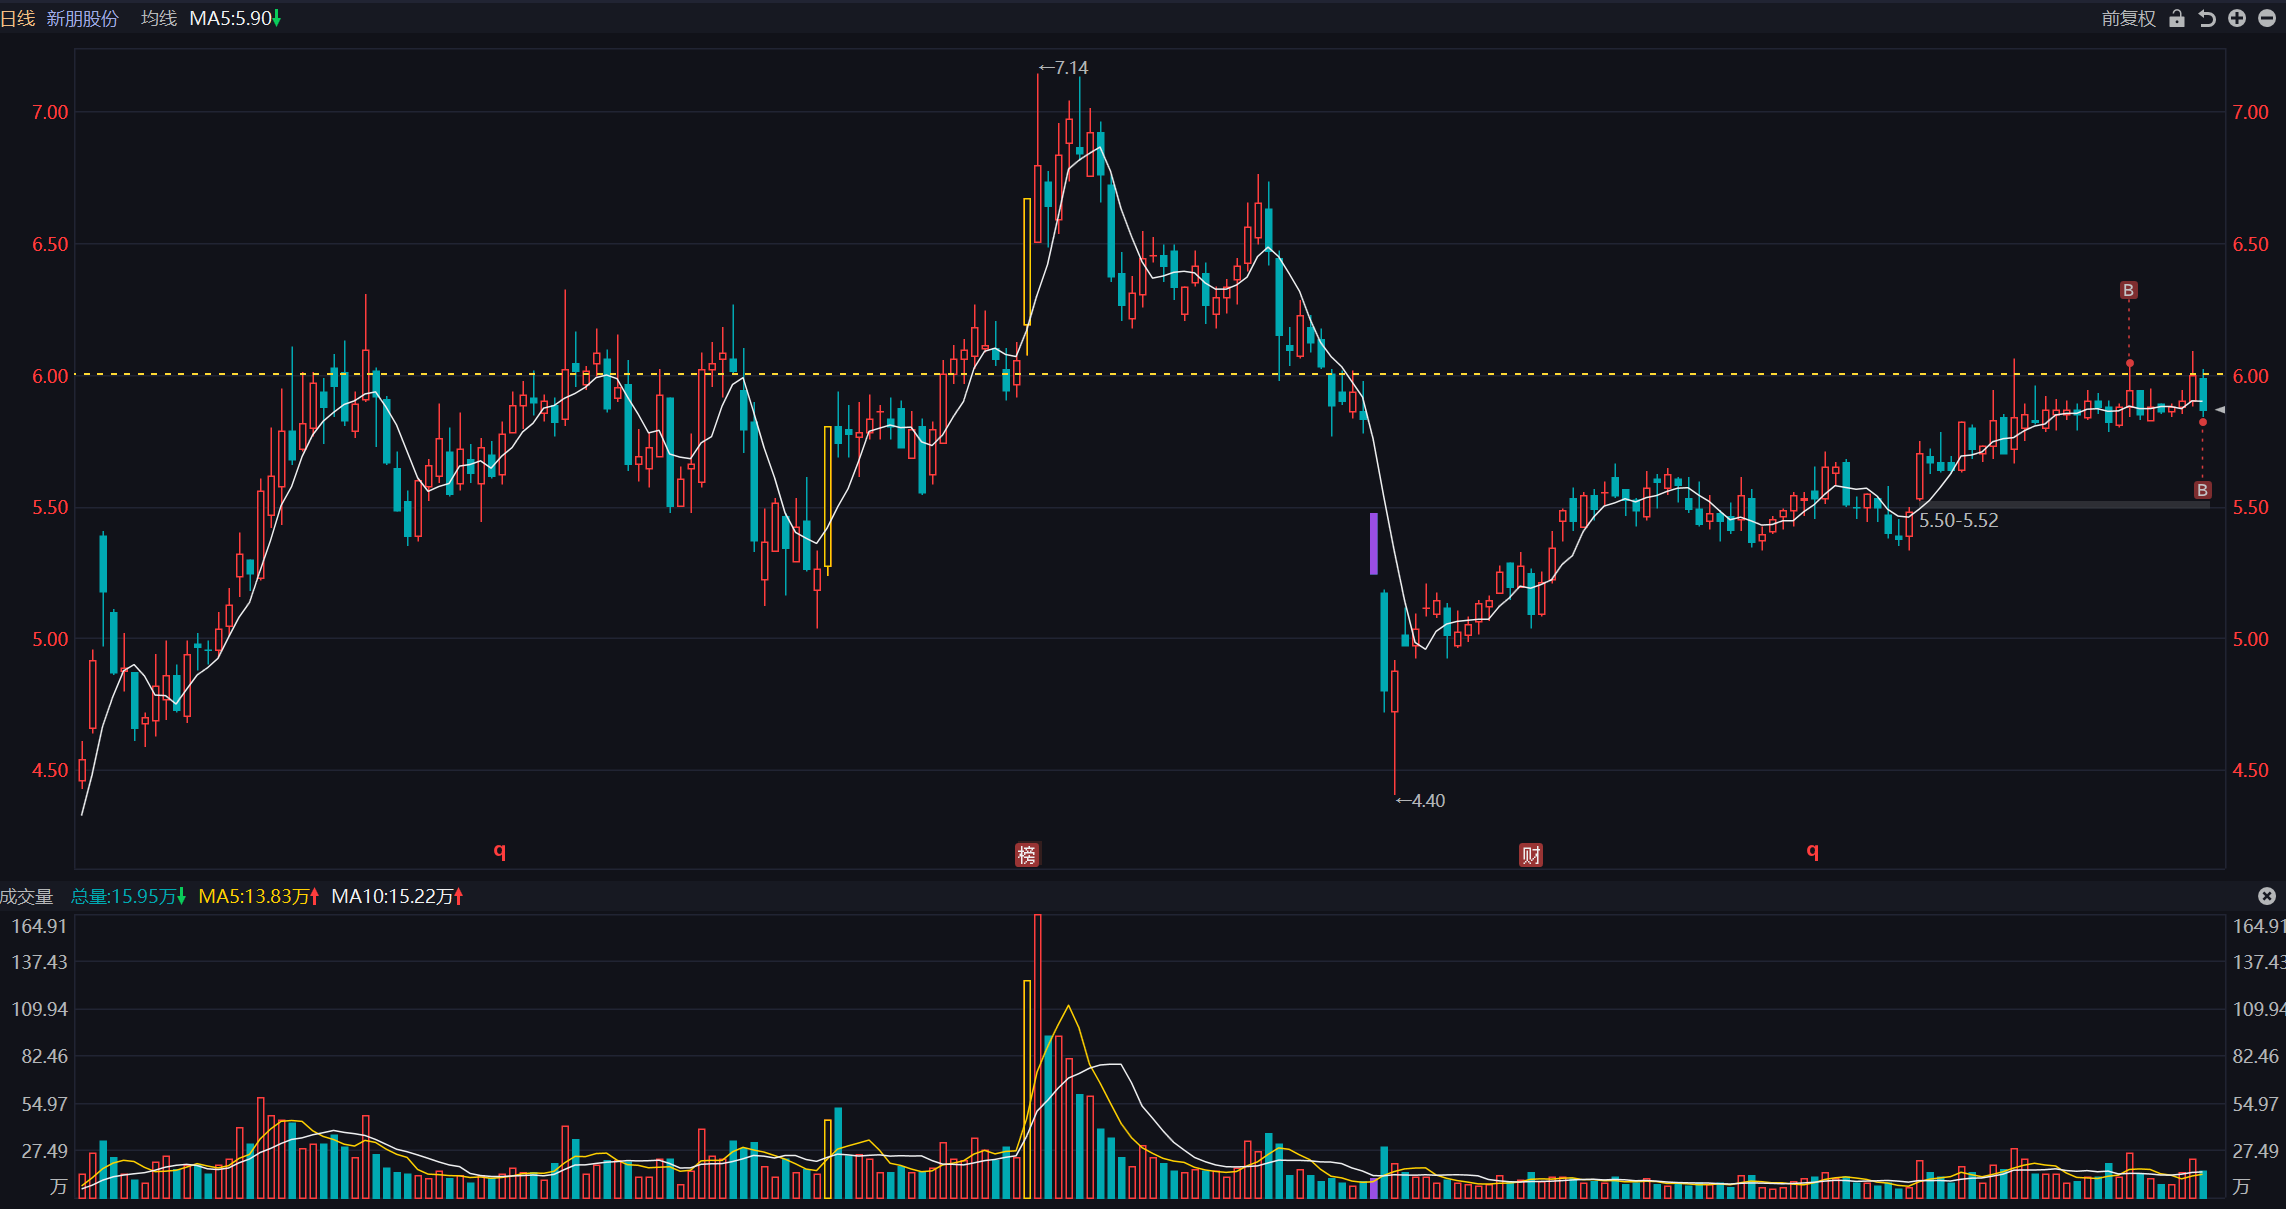 日线 新朋股份 均线 MA5:5.90↓ 前复权
←7.14
7.00 7.00
6.50 6.50
B
6.00 6.00
B
5.50 5.50
5.50-5.52
5.00 5.00
4.50 4.50
←4.40
q 榜 财 q
成交量 总量:15.95万↓ MA5:13.83万↑ MA10:15.22万↑
164.91 164.91
137.43 137.43
109.94 109.94
82.46 82.46
54.97 54.97
27.49 27.49
万 万